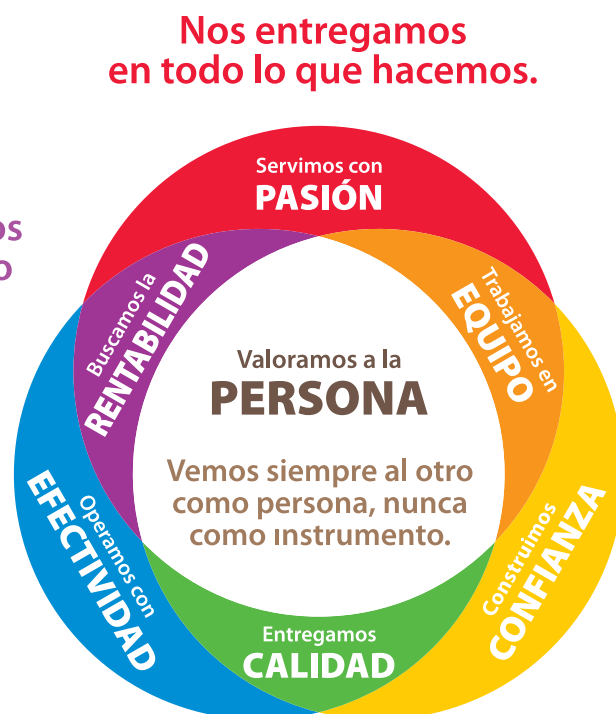 Nos entregamos
en todo lo que hacemos.
Servimos con
PASIÓN
Trabajamos en
EQUIPO
Construimos
CONFIANZA
Entregamos
CALIDAD
Operamos con
EFECTIVIDAD
Buscamos la
RENTABILIDAD
Valoramos a la
PERSONA
Vemos siempre al otro
como persona, nunca
como ınstrumento.